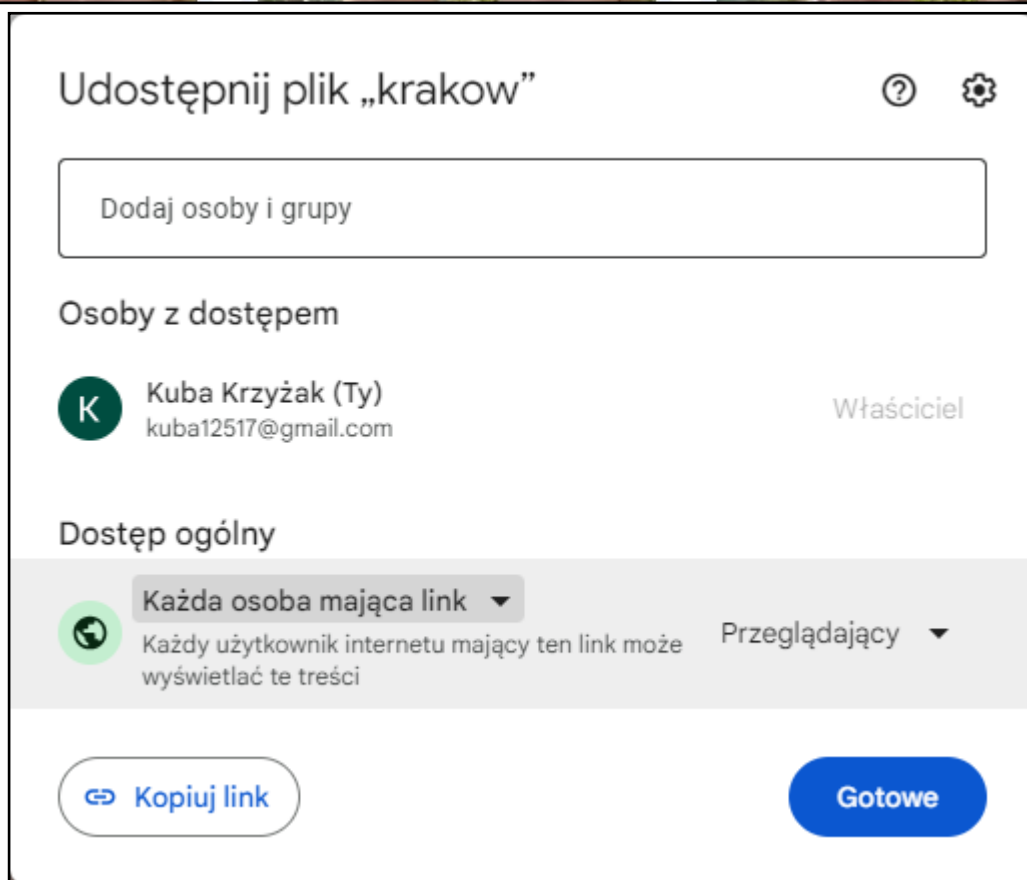 Udostępnij plik „krakow”
Dodaj osoby i grupy
Osoby z dostępem
K
Kuba Krzyżak (Ty)
kuba12517@gmail.com
Właściciel
Dostęp ogólny
Każda osoba mająca link
Każdy użytkownik internetu mający ten link może
wyświetlać te treści
Przeglądający
Kopiuj link
Gotowe